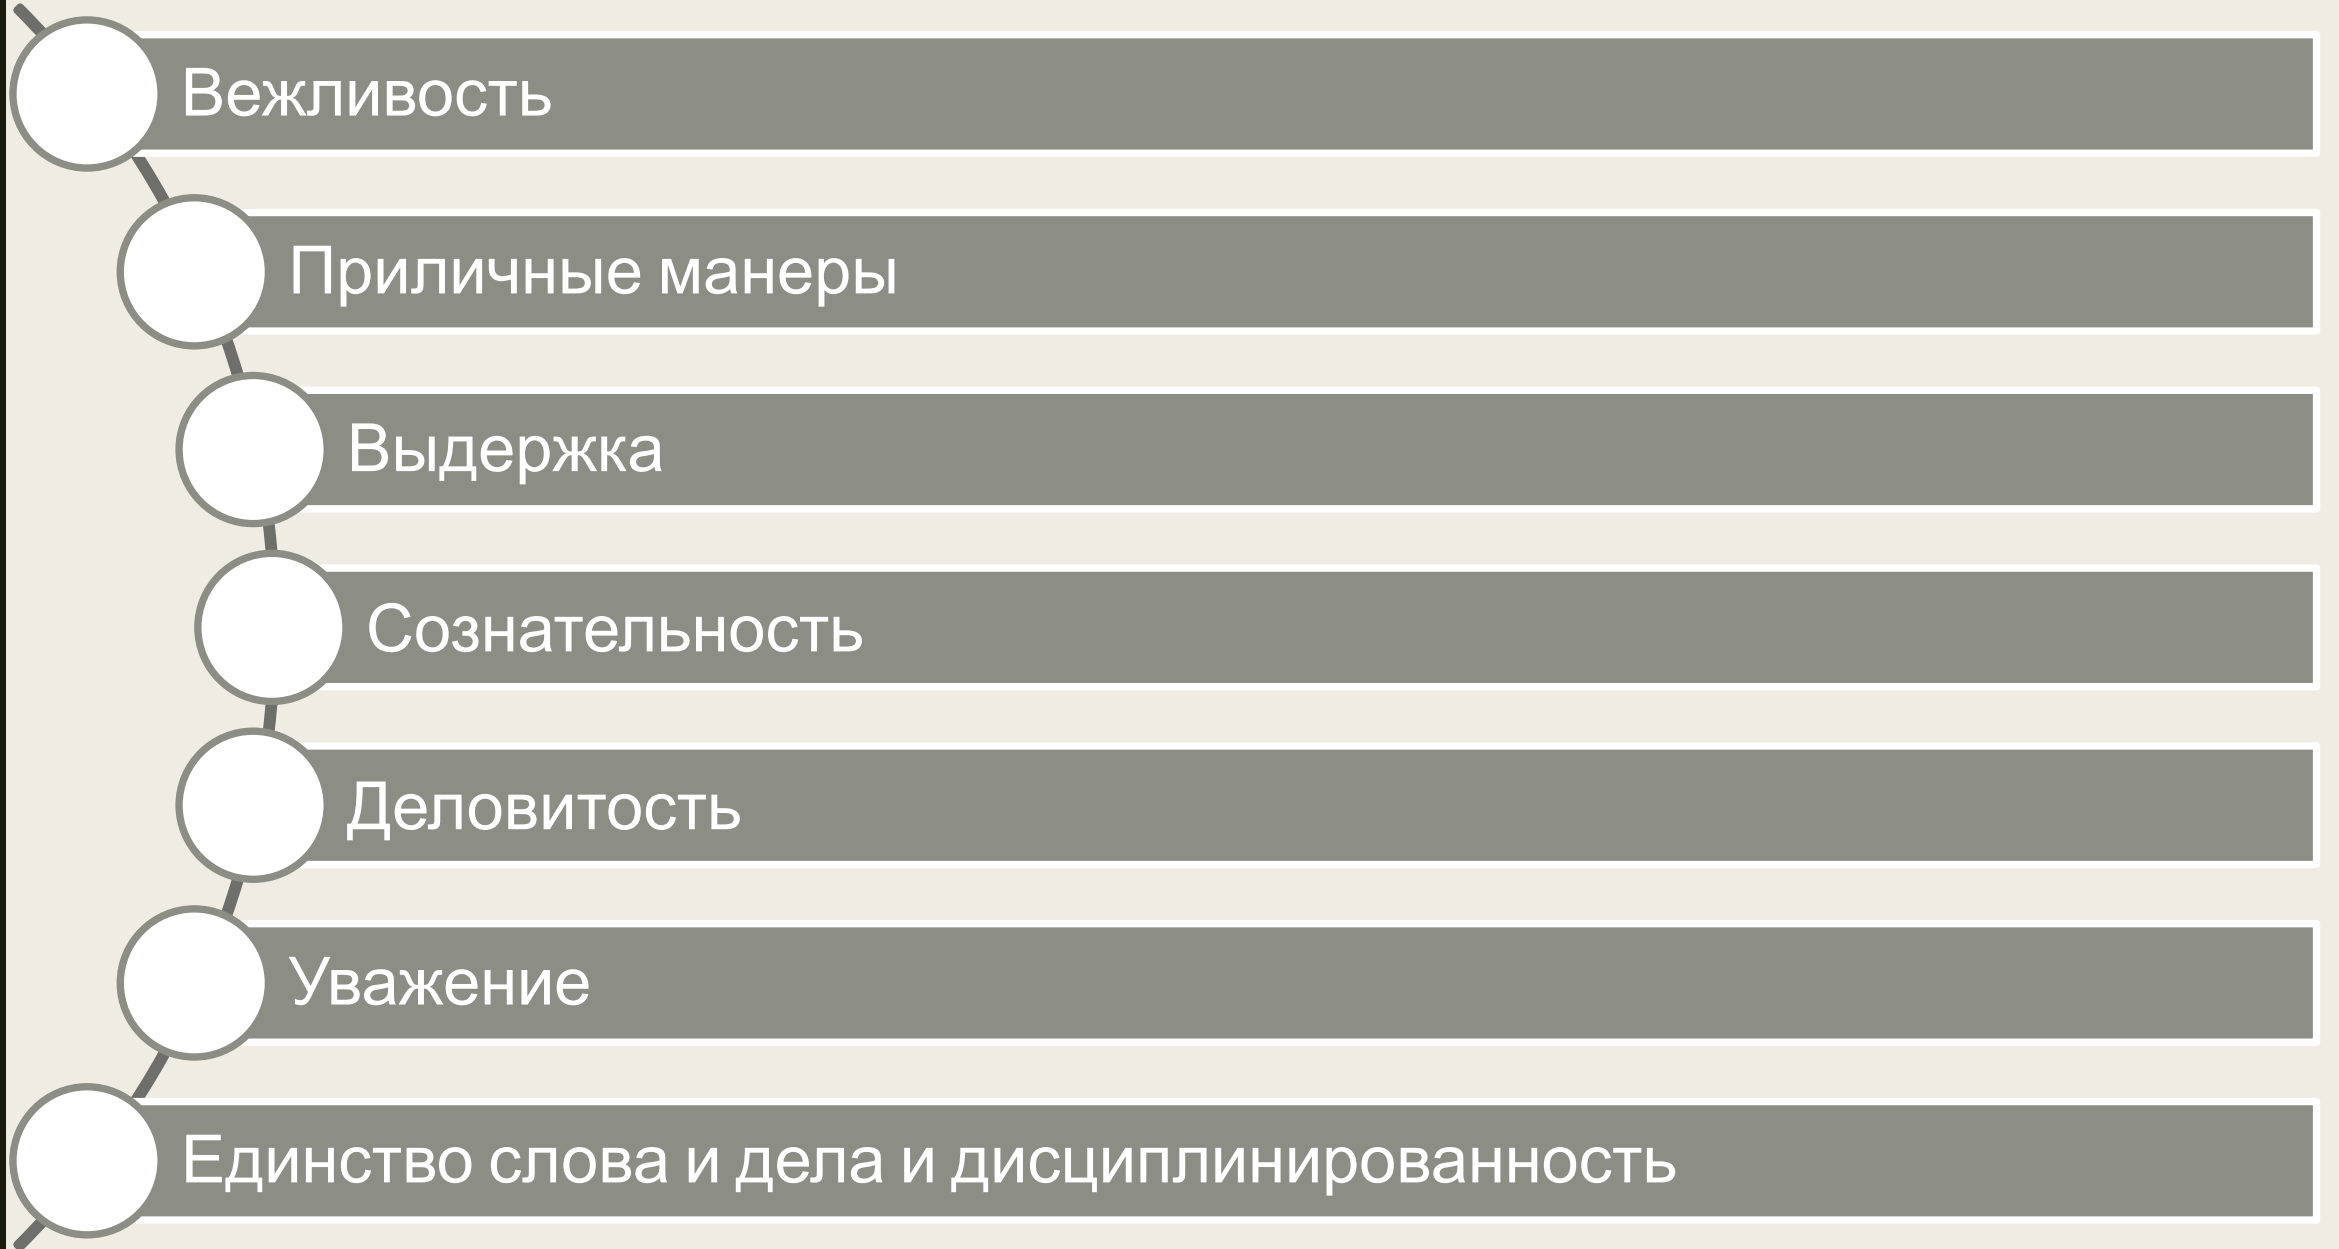 Вежливость
Приличные манеры
Выдержка
Сознательность
Деловитость
Уважение
Единство слова и дела и дисциплинированность